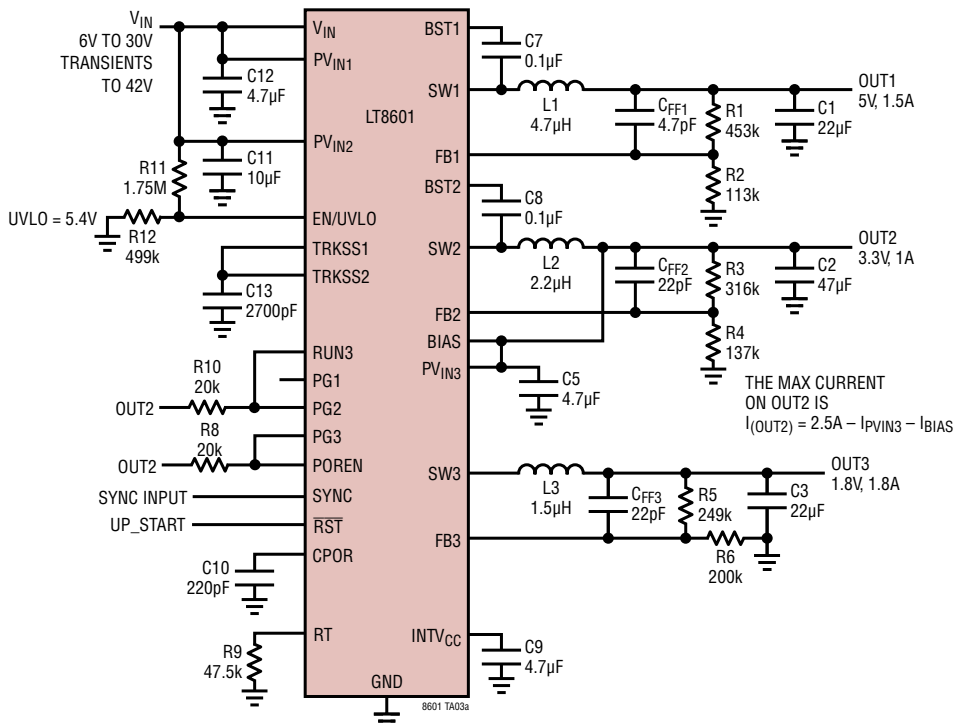 VIN
6V TO 30V
TRANSIENTS
TO 42V
C12
4.7µF
C11
10µF
R11
1.75M
UVLO = 5.4V
R12
499k
C13
2700pF
R10
20k
OUT2
R8
20k
OUT2
SYNC INPUT
UP_START
C10
220pF
R9
47.5k
VIN
PVIN1
LT8601
PVIN2
EN/UVLO
TRKSS1
TRKSS2
RUN3
PG1
PG2
PG3
POREN
SYNC
RST
CPOR
RT
GND
BST1
SW1
FB1
BST2
SW2
FB2
BIAS
PVIN3
SW3
FB3
INTVCC
8601 TA03a
C7
0.1µF
L1
4.7µH
CFF1
4.7pF
R1
453k
C1
22µF
OUT1
5V, 1.5A
R2
113k
C8
0.1µF
L2
2.2µH
CFF2
22pF
R3
316k
C2
47µF
OUT2
3.3V, 1A
R4
137k
C5
4.7µF
THE MAX CURRENT
ON OUT2 IS
I(OUT2) = 2.5A – IPVIN3 – IBIAS
L3
1.5µH
CFF3
22pF
R5
249k
C3
22µF
OUT3
1.8V, 1.8A
R6
200k
C9
4.7µF